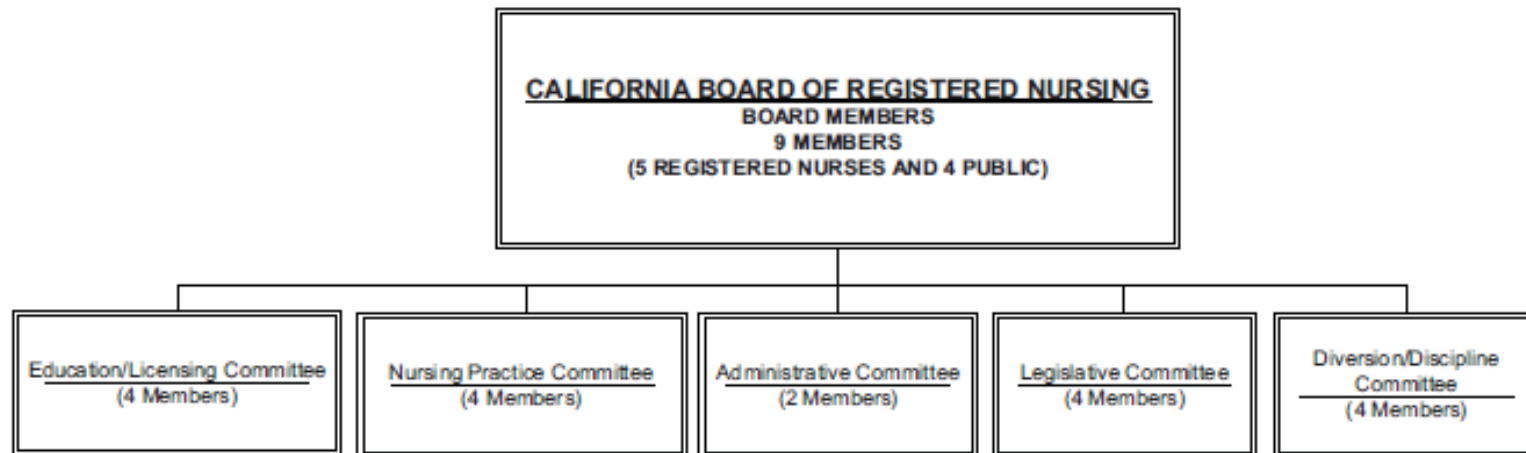 CALIFORNIA BOARD OF REGISTERED NURSING
BOARD MEMBERS
9 MEMBERS
(5 REGISTERED NURSES AND 4 PUBLIC)
Education/Licensing Committee
(4 Members)
Nursing Practice Committee
(4 Members)
Administrative Committee
(2 Members)
Legislative Committee
(4 Members)
Diversion/Discipline
Committee
(4 Members)